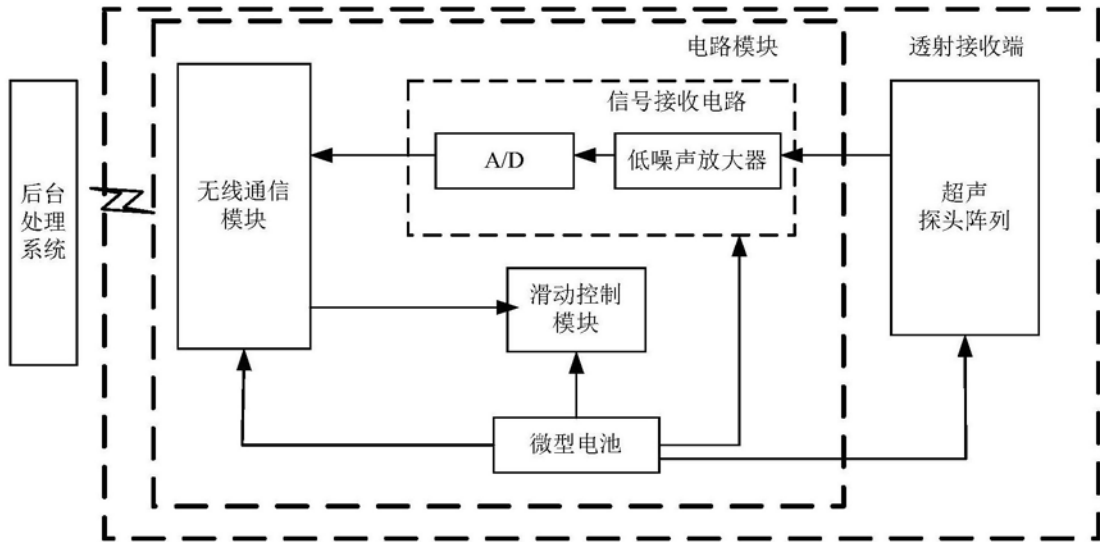 电路模块
透射接收端
信号接收电路
A/D
低噪声放大器
后台
处理
系统
无线通信
模块
超声
探头阵列
滑动控制
模块
微型电池